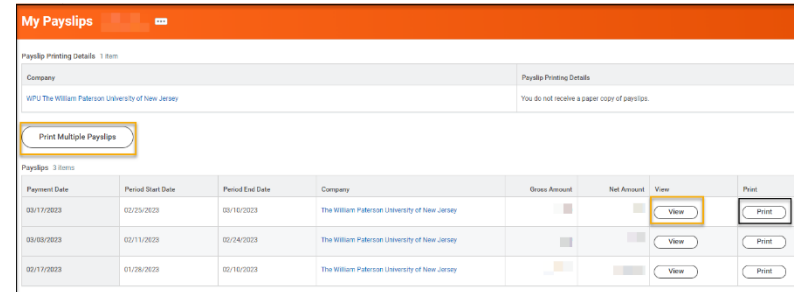 My Payslips
Payslip Printing Details 1 item
Company Payslip Printing Details
WPU The William Paterson University of New Jersey You do not receive a paper copy of payslips.
Print Multiple Payslips
Payslips 3 items
Payment Date Period Start Date Period End Date Company Gross Amount Net Amount View Print
03/17/2023 02/25/2023 03/10/2023 The William Paterson University of New Jersey View Print
03/03/2023 02/11/2023 02/24/2023 The William Paterson University of New Jersey View Print
02/17/2023 01/28/2023 02/10/2023 The William Paterson University of New Jersey View Print